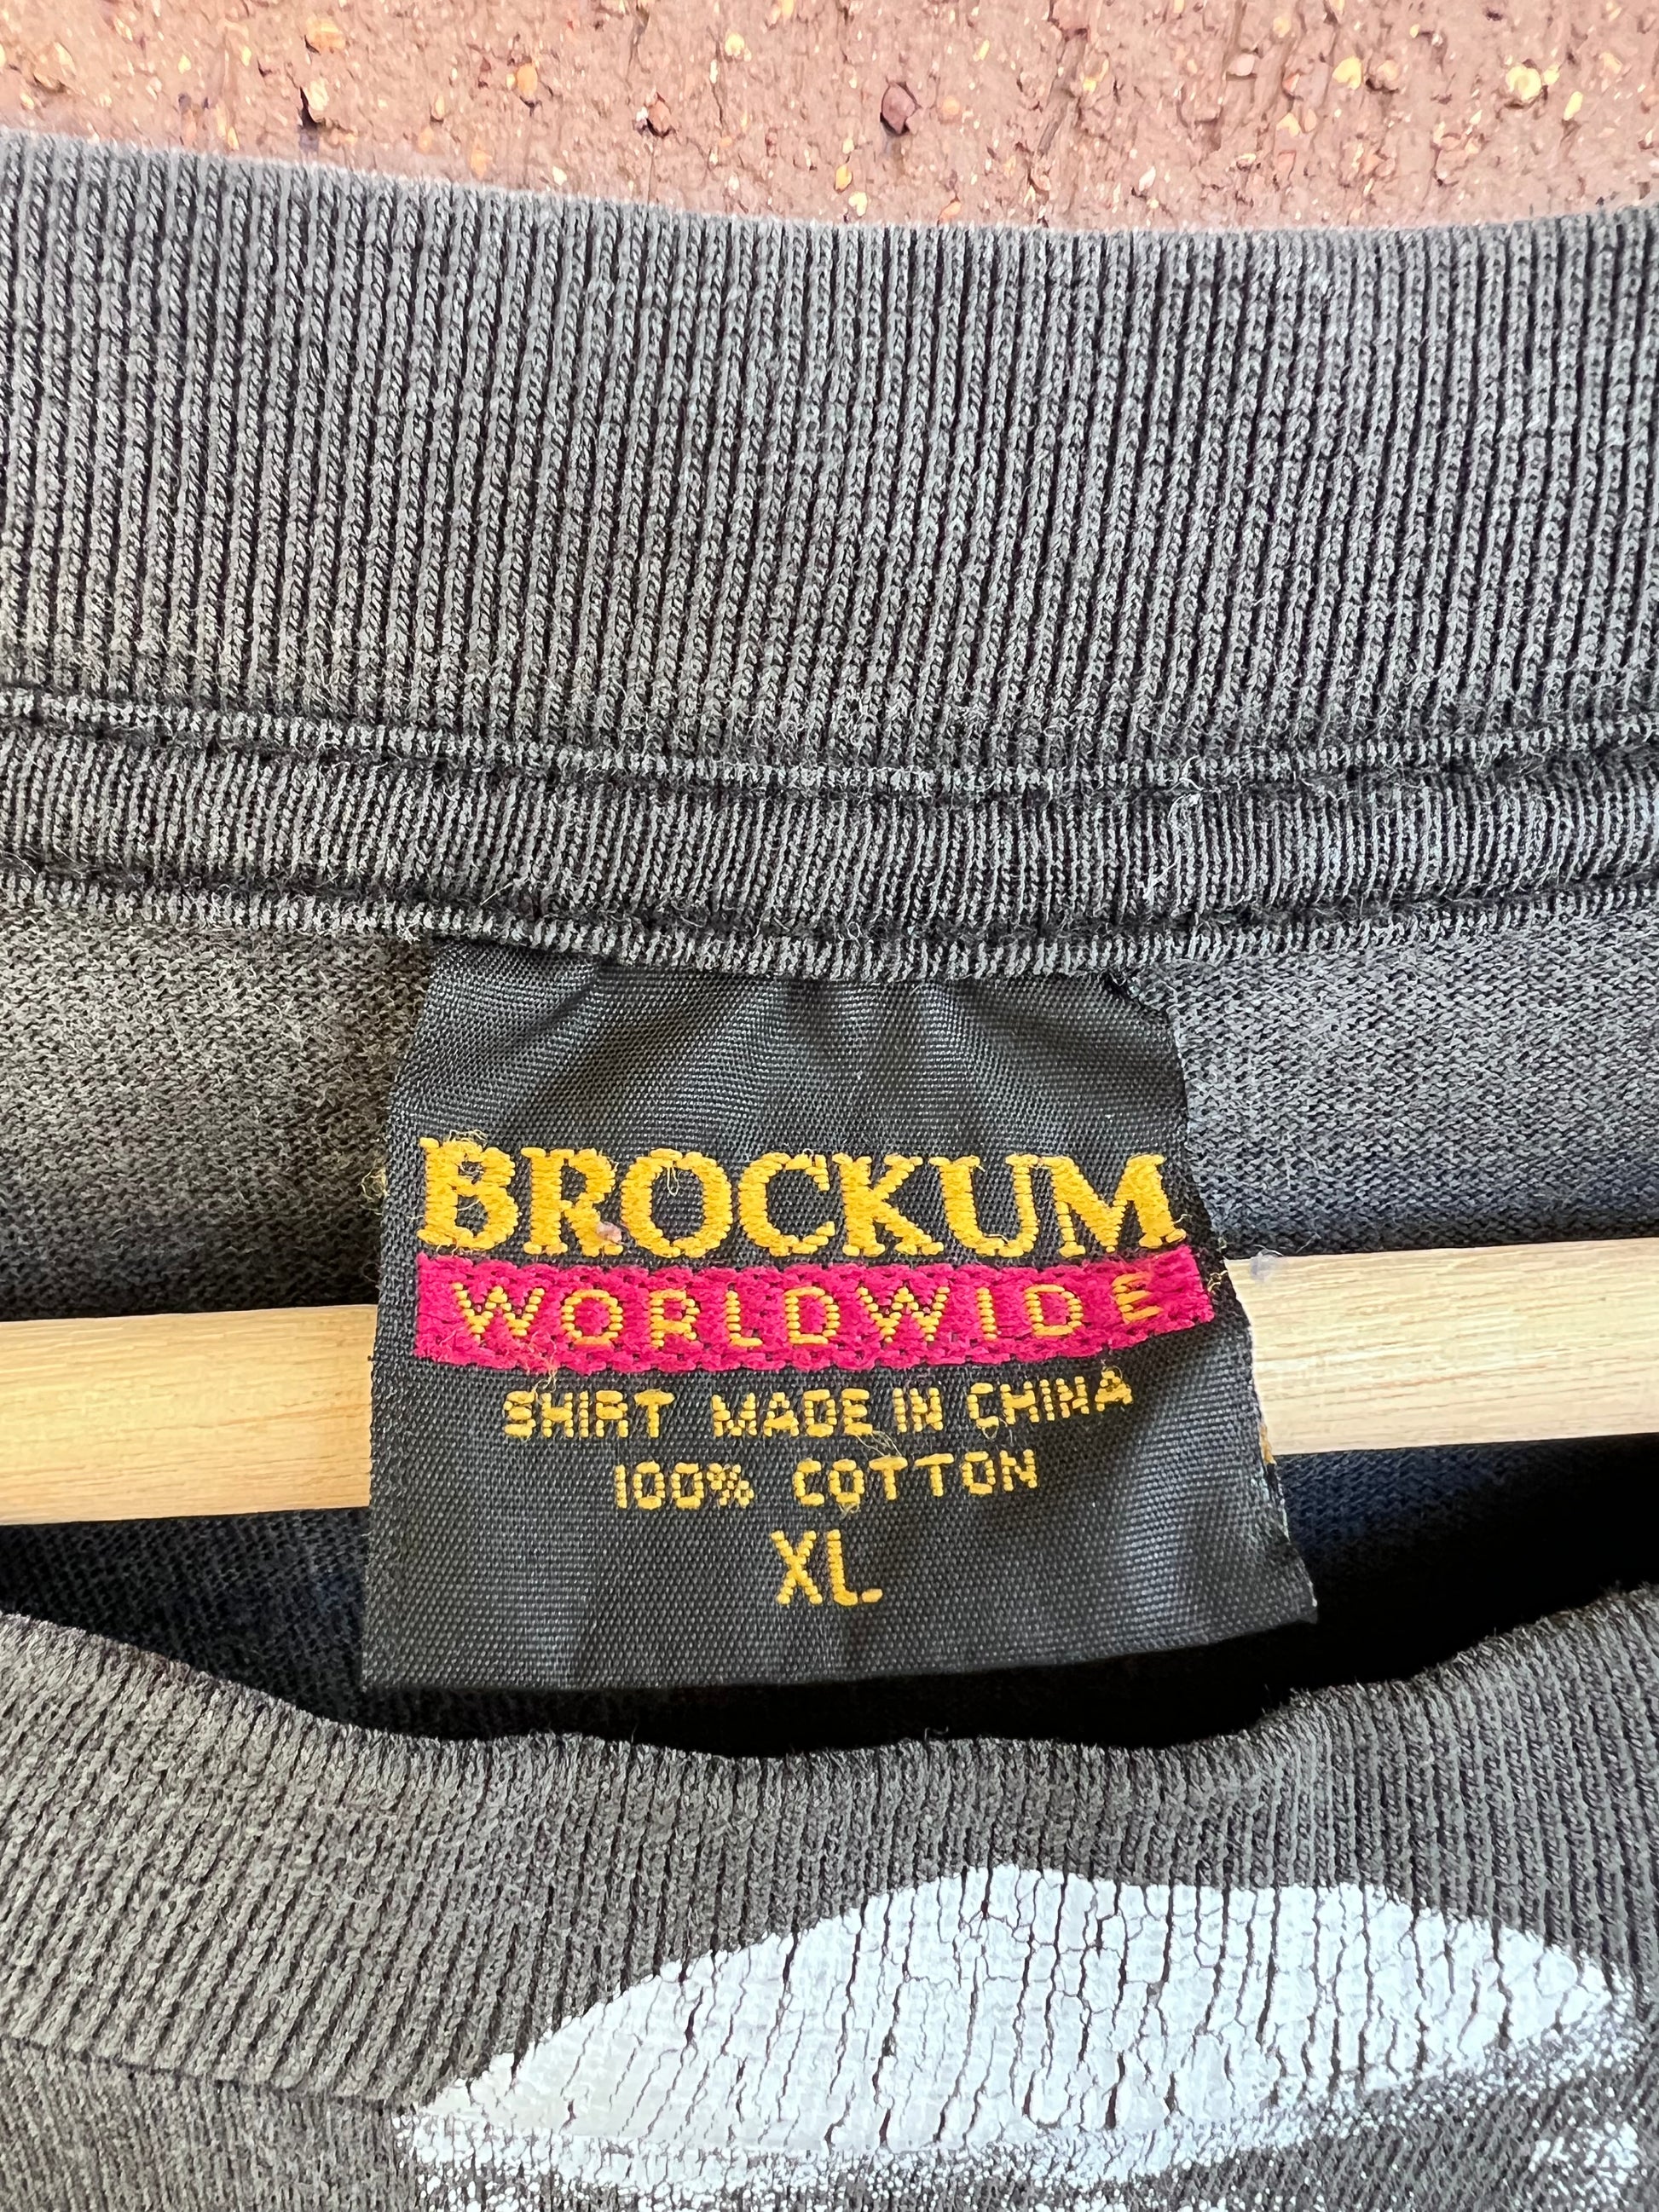 BROCKUM
WORLDWIDE
SHIRT MADE IN CHINA
100% COTTON
XL